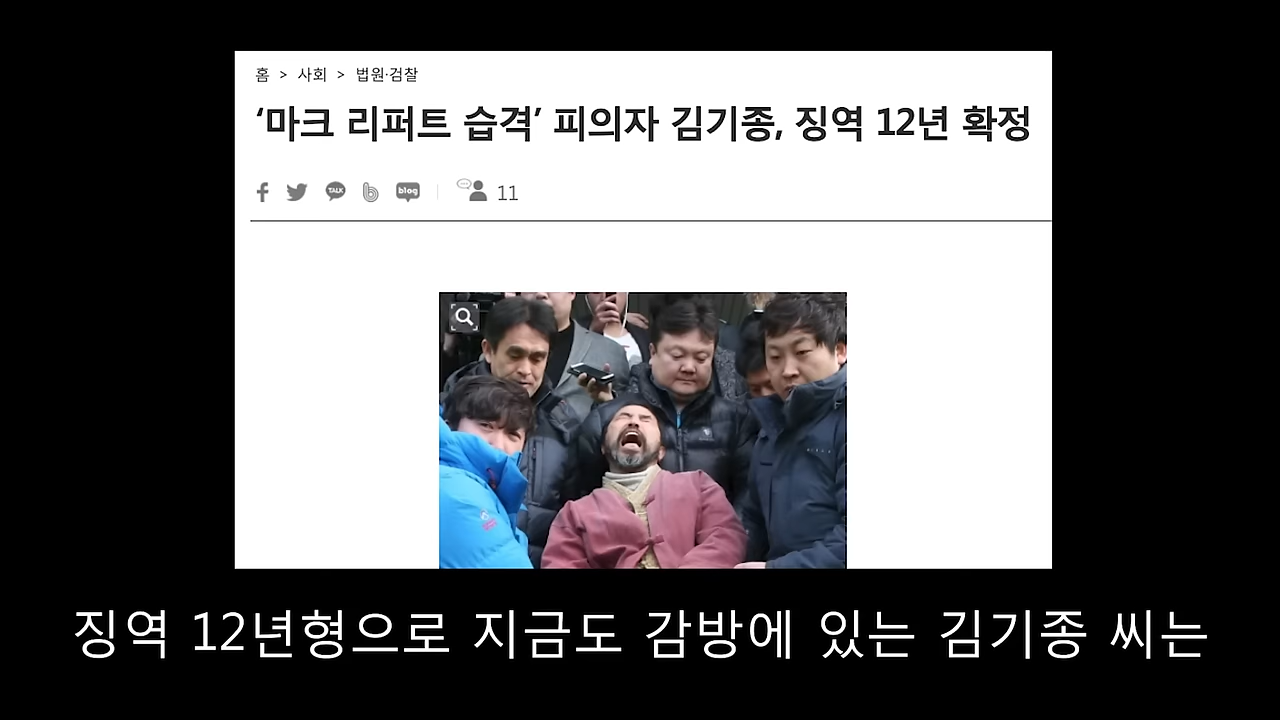 홈 > 사회 > 법원·검찰
‘마크 리퍼트 습격’ 피의자 김기종, 징역 12년 확정
TALK
blog
11
징역 12년형으로 지금도 감방에 있는 김기종 씨는